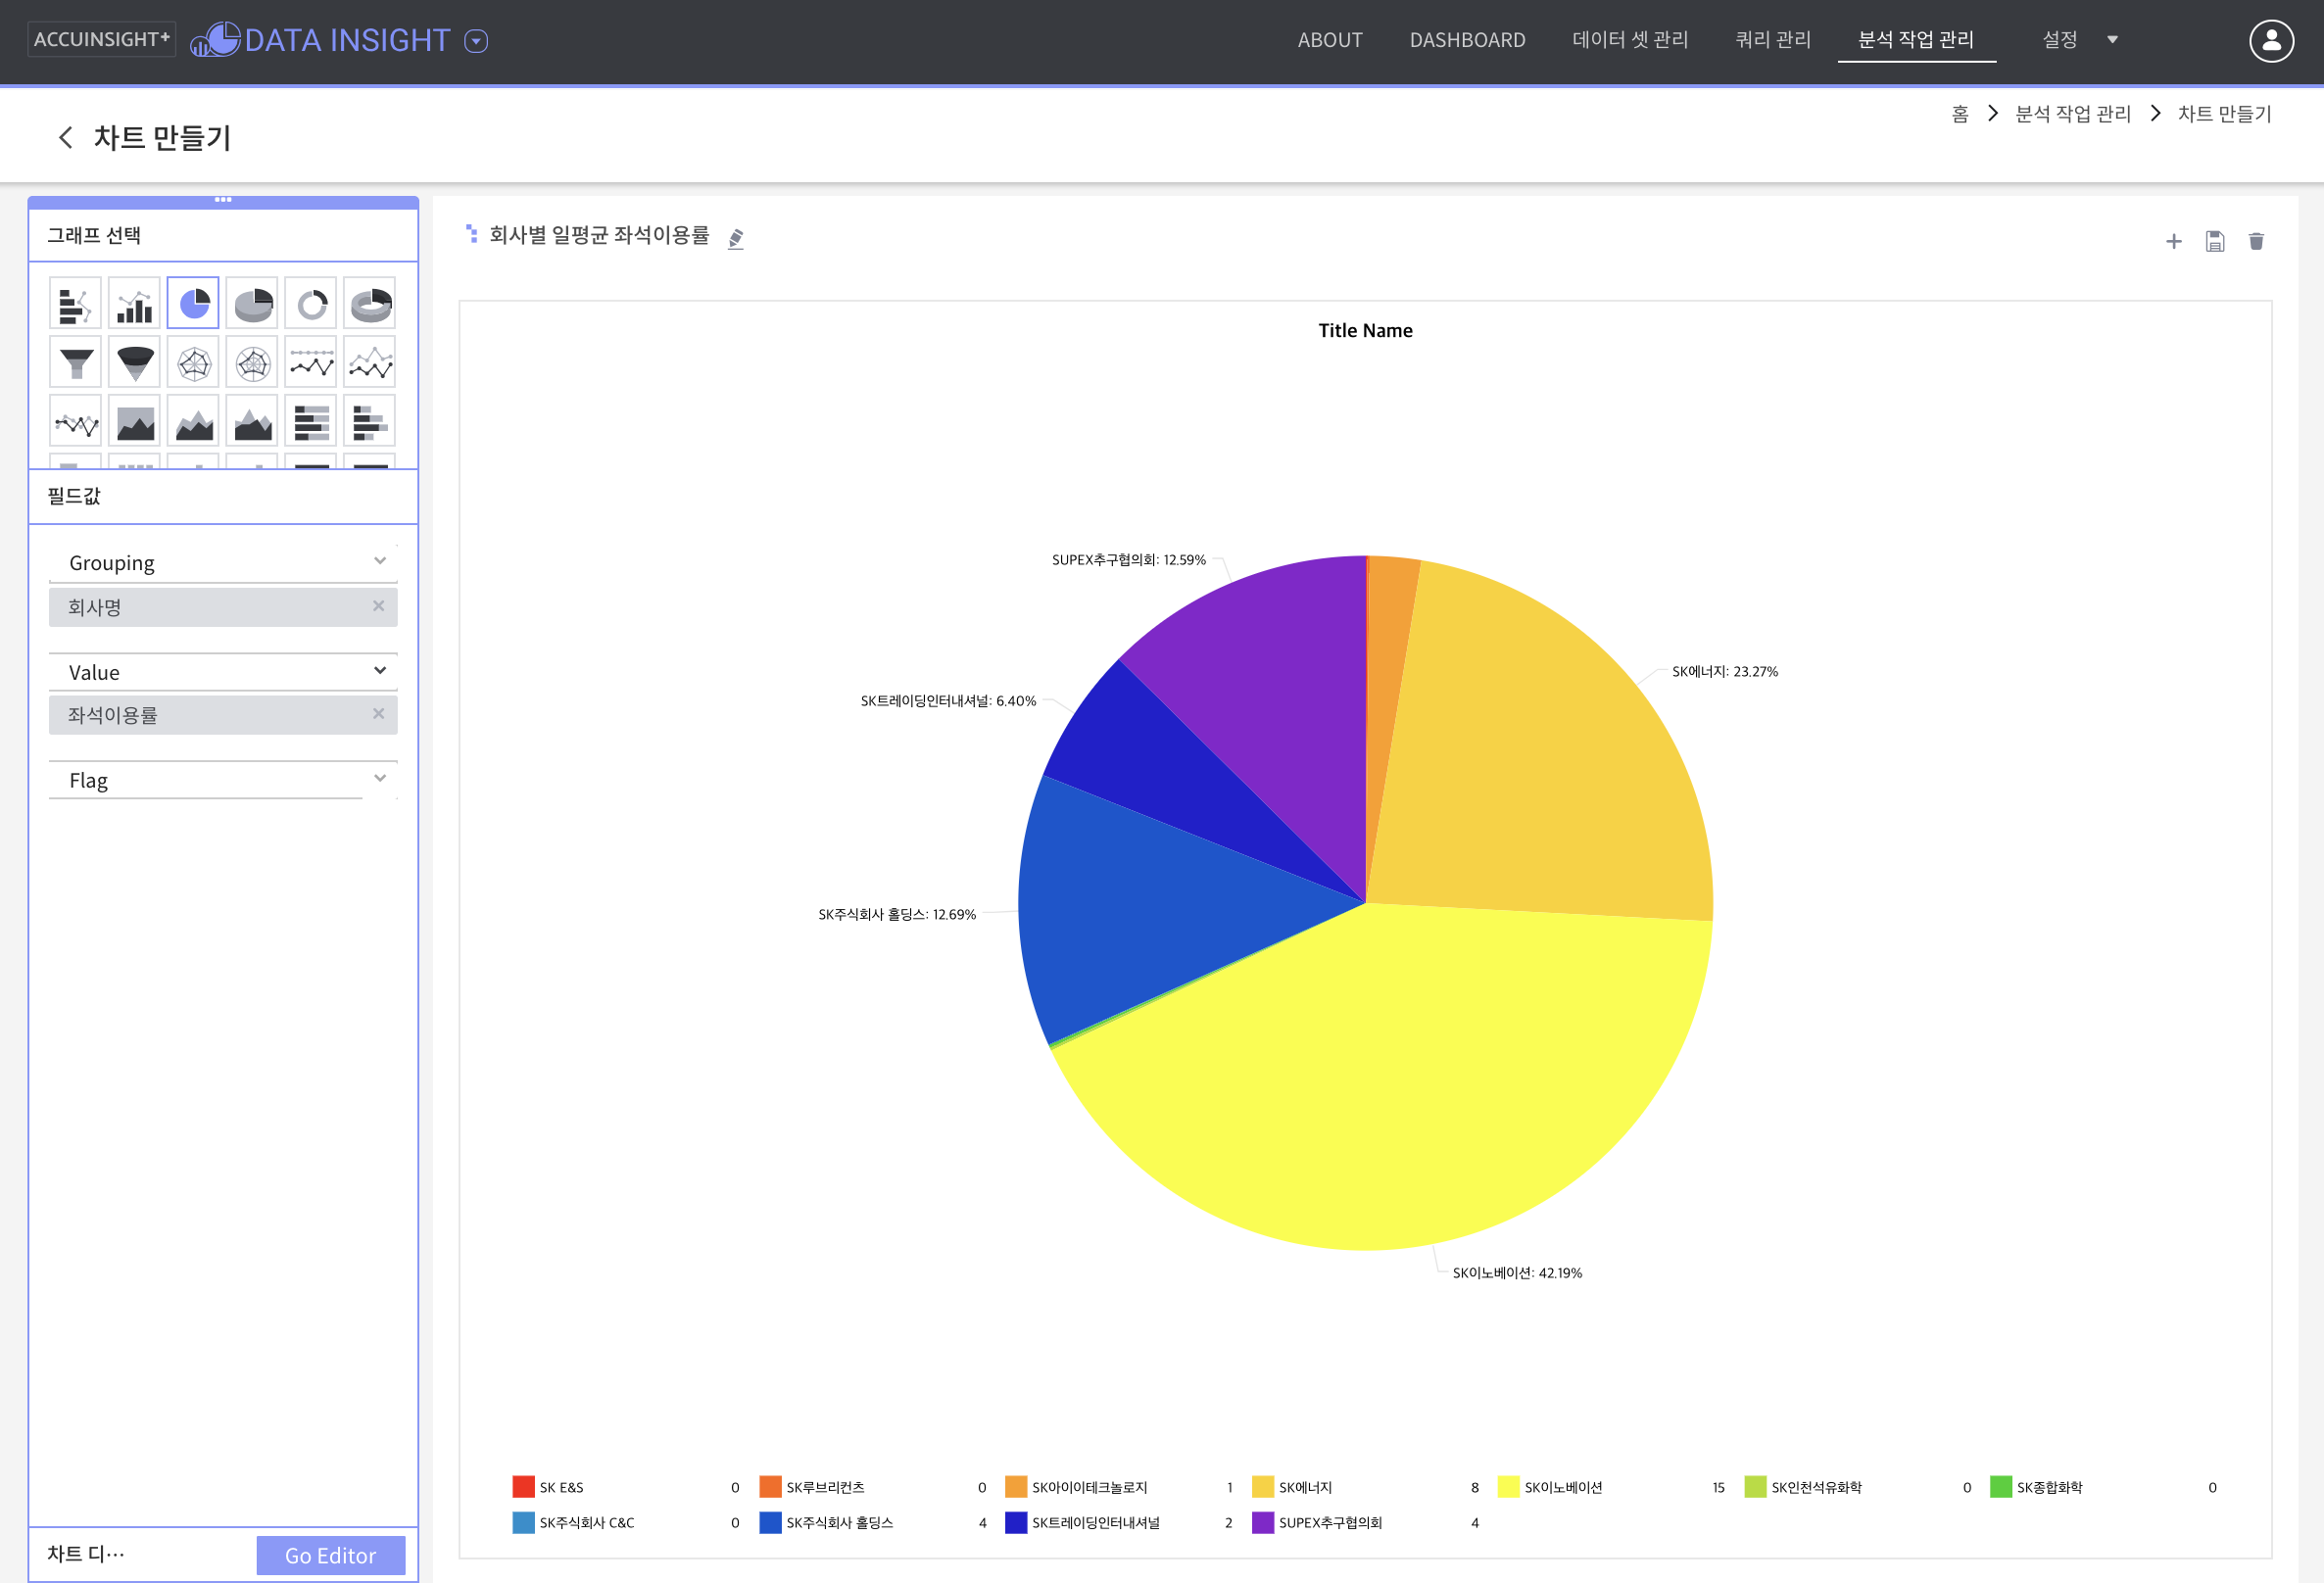 ACCUINSIGHT+ DATA INSIGHT ABOUT DASHBOARD 데이터 셋 관리 쿼리 관리 분석 작업 관리 설정
홈 > 분석 작업 관리 > 차트 만들기
차트 만들기
그래프 선택
필드값
Grouping
회사명
Value
좌석이용률
Flag
차트 디⋯
Go Editor
회사별 일평균 좌석이용률
Title Name
SUPEX추구협의회: 12.59%
SK에너지: 23.27%
SK트레이딩인터내셔널: 6.40%
SK주식회사 홀딩스: 12.69%
SK이노베이션: 42.19%
SK E&S 0 SK루브리컨츠 0 SK아이이테크놀로지 1 SK에너지 8 SK이노베이션 15 SK인천석유화학 0 SK종합화학 0
SK주식회사 C&C 0 SK주식회사 홀딩스 4 SK트레이딩인터내셔널 2 SUPEX추구협의회 4